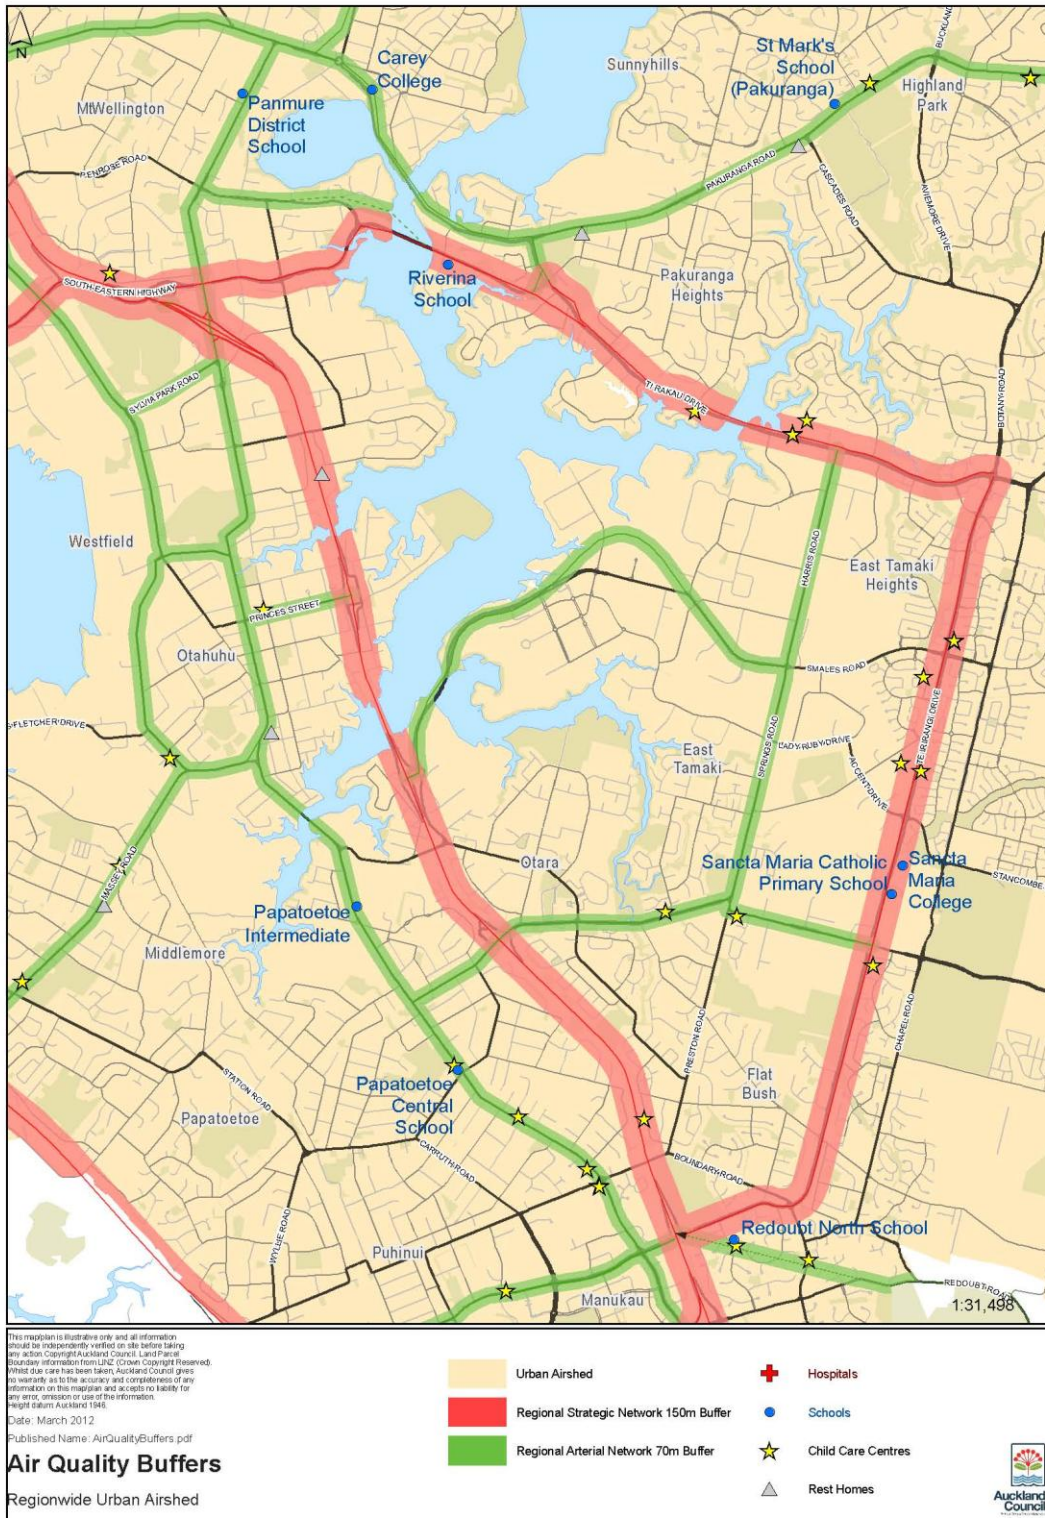 N
Carey
College
Sunnyhills
St Mark's
School
(Pakuranga)
BUCKLAND
Highland
Park
Mt Wellington
Panmure
District
School
PENROSE ROAD
PAKURANGA ROAD
CASCADES ROAD
AVIEMORE DRIVE
SOUTH-EASTERN HIGHWAY
Riverina
School
Pakuranga
Heights
SYLVIA PARK ROAD
TI RAKAU DRIVE
BOTANY ROAD
Westfield
HARRIS ROAD
East Tamaki
Heights
PRINCES STREET
Otahuhu
SMALES ROAD
FLETCHER DRIVE
SPRINGS ROAD
LADY RUBY DRIVE
TE IRIRANGI DRIVE
East
Tamaki
ACCENT DRIVE
Otara
Sancta Maria Catholic
Primary School
Sancta
Maria
College
STANCOMBE
MASSEY ROAD
Papatoetoe
Intermediate
Middlemore
PRESTON ROAD
CHAPEL ROAD
Flat
Bush
STATION ROAD
Papatoetoe
Papatoetoe
Central
School
CARRUTH ROAD
BOUNDARY ROAD
WYLLIE ROAD
Puhinui
Redoubt North School
Manukau
REDOUBT ROAD
1:31,498
This map/plan is illustrative only and all information
should be independently verified on site before taking
any action. Copyright Auckland Council. Land Parcel
Boundary information from LINZ (Crown Copyright Reserved).
Whilst due care has been taken, Auckland Council gives
no warranty as to the accuracy and completeness of any
information on this map/plan and accepts no liability for
any error, omission or use of the information.
Height datum: Auckland 1946.
Date: March 2012
Published Name: AirQualityBuffers.pdf
Air Quality Buffers
Regionwide Urban Airshed
Urban Airshed
Regional Strategic Network 150m Buffer
Regional Arterial Network 70m Buffer
Hospitals
Schools
Child Care Centres
Rest Homes
Auckland
Council